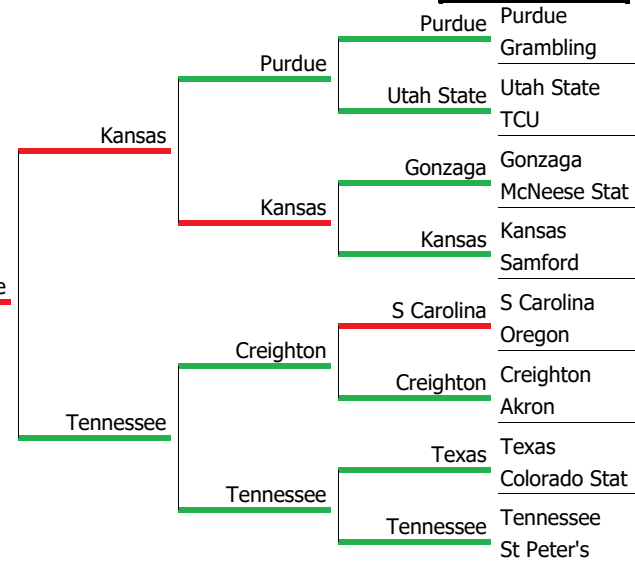 Purdue
Purdue
Grambling
Purdue
Utah State
Utah State
TCU
Kansas
Gonzaga
Gonzaga
McNeese Stat
Kansas
Kansas
Kansas
Samford
e
S Carolina
S Carolina
Oregon
Creighton
Creighton
Creighton
Akron
Tennessee
Texas
Texas
Colorado Stat
Tennessee
Tennessee
Tennessee
St Peter's